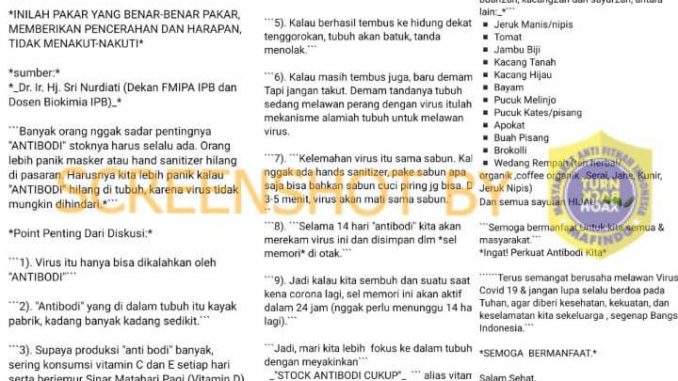 *INILAH PAKAR YANG BENAR-BENAR PAKAR,
MEMBERIKAN PENCERAHAN DAN HARAPAN,
TIDAK MENAKUT-NAKUTI*
*sumber:*
*_Dr. Ir. Hj. Sri Nurdiati (Dekan FMIPA IPB dan
Dosen Biokimia IPB)_*
```Banyak orang nggak sadar pentingnya
"ANTIBODI" stoknya harus selalu ada. Orang
lebih panik masker atau hand sanitizer hilang
di pasaran. Harusnya kita lebih panik kalau
"ANTIBODI" hilang di tubuh, karena virus tidak
mungkin dihindari.```
*Point Penting Dari Diskusi:*
```1). Virus itu hanya bisa dikalahkan oleh
"ANTIBODI"```
```2). "Antibodi" yang di dalam tubuh itu kayak
pabrik, kadang banyak kadang sedikit.```
```3). Supaya produksi "anti bodi" banyak,
sering konsumsi vitamin C dan E setiap hari
serta berjemur Sinar Matahari Pagi (Vitamin D)
```5). Kalau berhasil tembus ke hidung dekat
tenggorokan, tubuh akan batuk, tanda
menolak.```
```6). Kalau masih tembus juga, baru demam
Tapi jangan takut. Demam tandanya tubuh
sedang melawan perang dengan virus itulah
mekanisme alamiah tubuh untuk melawan
virus.
```7). ```Kelemahan virus itu sama sabun. Kal
nggak ada hands sanitizer, pake sabun apa
saja bisa bahkan sabun cuci piring jg bisa. D
3-5 menit, virus akan mati sama sabun.```
```8). ```Selama 14 hari "antibodi" kita akan
merekam virus ini dan disimpan dlm *sel
memori* di otak.```
```9). Jadi kalau kita sembuh dan suatu saat
kena corona lagi, sel memori ini akan aktif
dalam 24 jam (nggak perlu menunggu 14 ha
lagi).```
```Jadi, mari kita lebih fokus ke dalam tubuh
dengan meyakinkan```
_"STOCK ANTIBODI CUKUP"_ ``` alias vitam
buahzan, kacangzan dan sayurzan, antara
lain:_*```
Jeruk Manis/nipis
Tomat
Jambu Biji
Kacang Tanah
Kacang Hijau
Bayam
Pucuk Melinjo
Pucuk Kates/pisang
Apokat
Buah Pisang
Brokolli
Wedang Rempah
organik ,coffee organik , Serai, Jahe, Kunir,
Jeruk Nipis)
Dan semua sayuran HIJAU
```Semoga bermanfaat Untuk kita semua &
masyarakat.```
*Ingat! Perkuat Antibodi Kita*
``````Terus semangat berusaha melawan Virus
Covid 19 & jangan lupa selalu berdoa pada
Tuhan, agar diberi kesehatan, kekuatan, dan
keselamatan kita sekeluarga , segenap Bangs
Indonesia.```
*SEMOGA BERMANFAAT.*
Salam Sehat.
SCREENSHOT BY
MASYARAKAT ANTI FITNAH INDONESIA
TURN BACK HOAX
MAFINDO